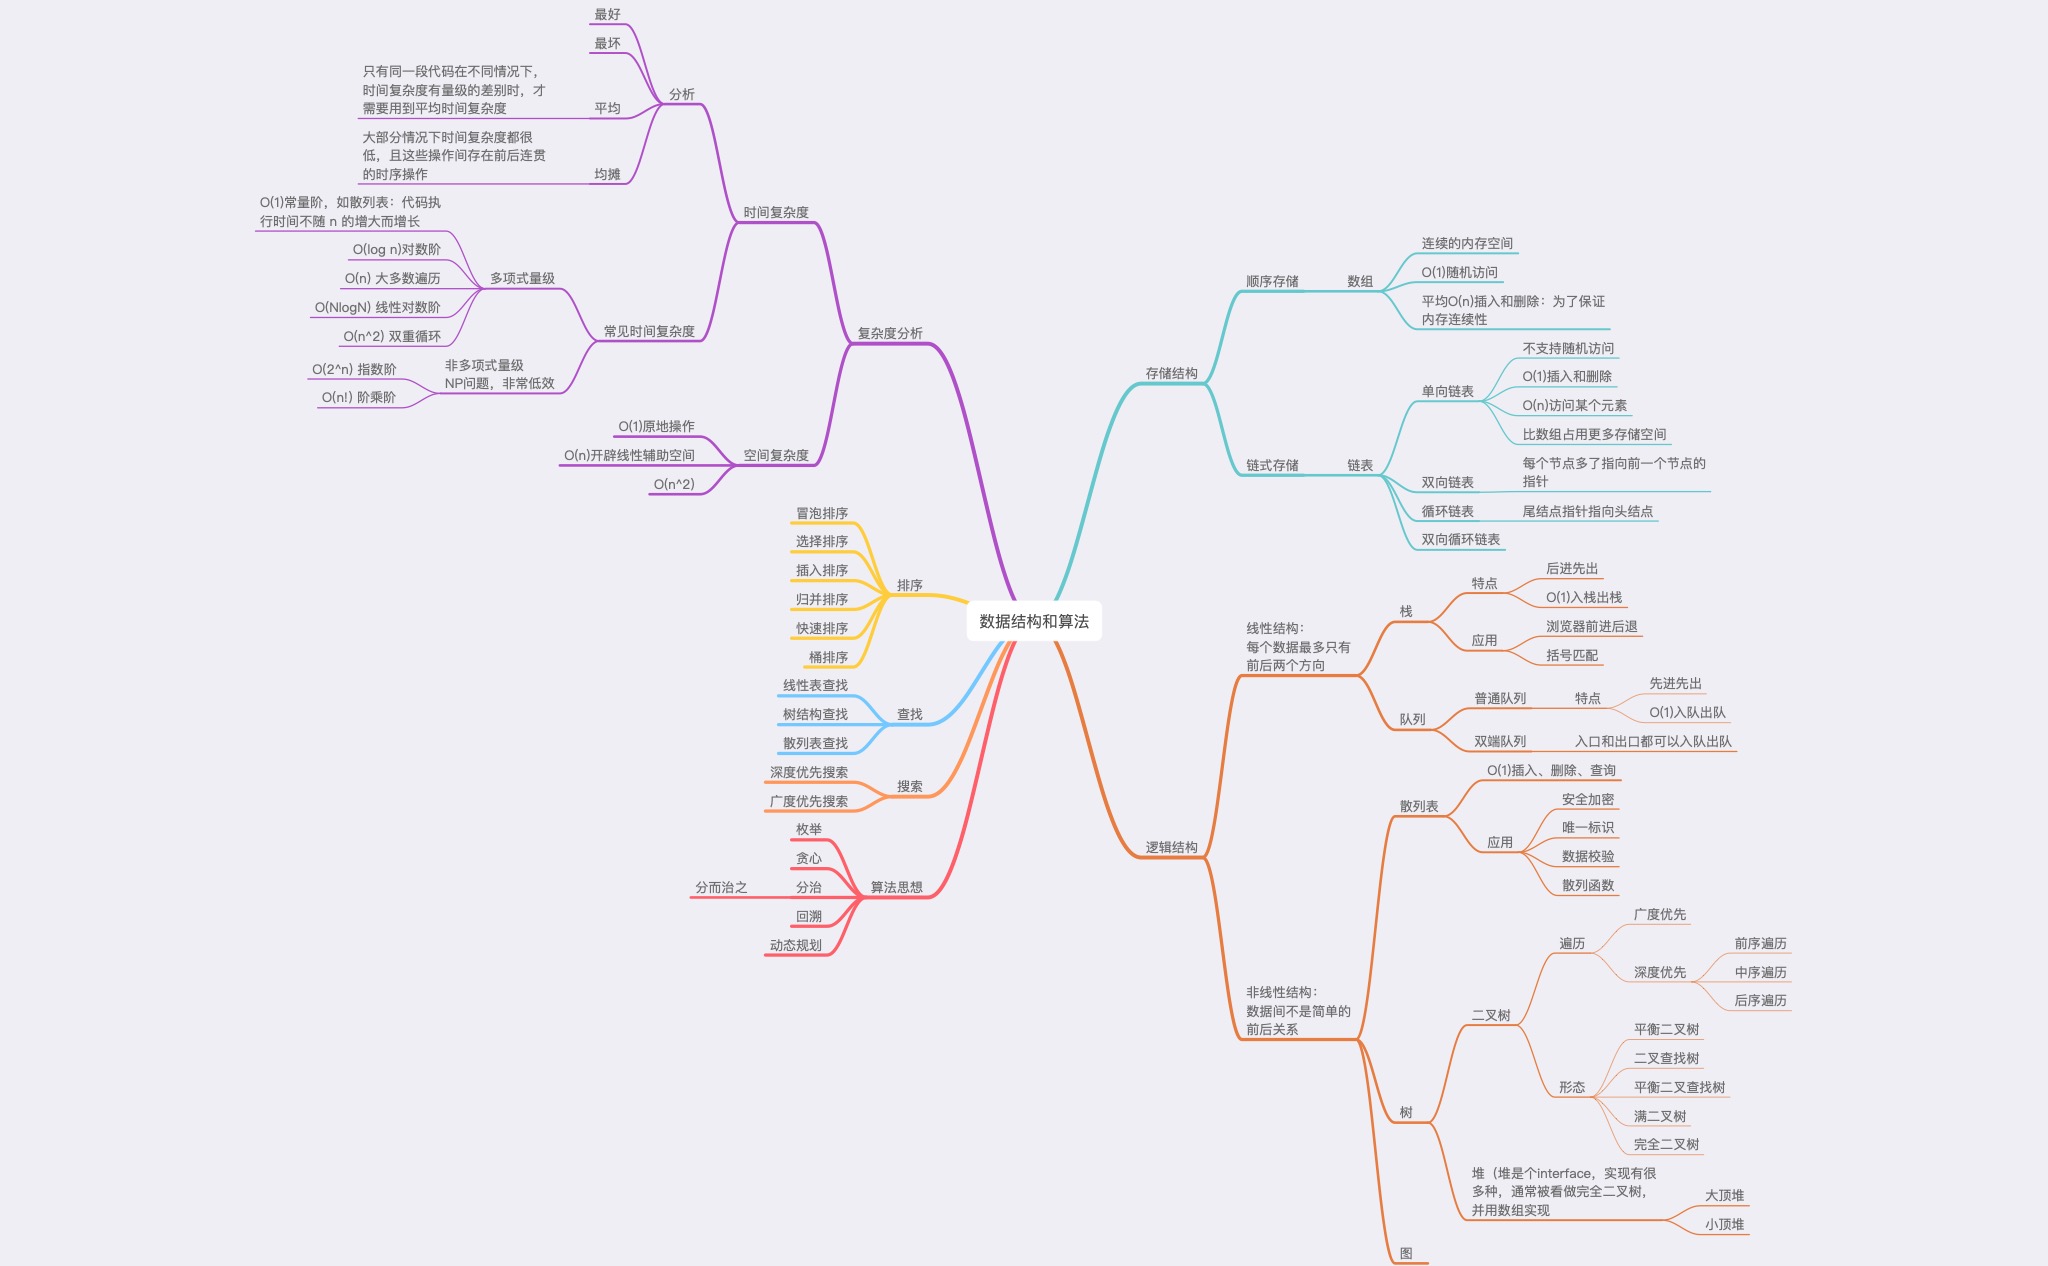 数据结构和算法
复杂度分析
时间复杂度
分析
最好
最坏
平均
只有同一段代码在不同情况下，
时间复杂度有量级的差别时，才
需要用到平均时间复杂度
均摊
大部分情况下时间复杂度都很
低，且这些操作间存在前后连贯
的时序操作
常见时间复杂度
多项式量级
O(1)常量阶，如散列表：代码执
行时间不随 n 的增大而增长
O(log n)对数阶
O(n) 大多数遍历
O(NlogN) 线性对数阶
O(n^2) 双重循环
非多项式量级
NP问题，非常低效
O(2^n) 指数阶
O(n!) 阶乘阶
空间复杂度
O(1)原地操作
O(n)开辟线性辅助空间
O(n^2)
排序
冒泡排序
选择排序
插入排序
归并排序
快速排序
桶排序
查找
线性表查找
树结构查找
散列表查找
搜索
深度优先搜索
广度优先搜索
算法思想
枚举
贪心
分治
分而治之
回溯
动态规划
存储结构
顺序存储
数组
连续的内存空间
O(1)随机访问
平均O(n)插入和删除：为了保证
内存连续性
链式存储
链表
单向链表
不支持随机访问
O(1)插入和删除
O(n)访问某个元素
比数组占用更多存储空间
双向链表
每个节点多了指向前一个节点的
指针
循环链表
尾结点指针指向头结点
双向循环链表
逻辑结构
线性结构：
每个数据最多只有
前后两个方向
栈
特点
后进先出
O(1)入栈出栈
应用
浏览器前进后退
括号匹配
队列
普通队列
特点
先进先出
O(1)入队出队
双端队列
入口和出口都可以入队出队
非线性结构：
数据间不是简单的
前后关系
散列表
O(1)插入、删除、查询
应用
安全加密
唯一标识
数据校验
散列函数
树
二叉树
遍历
广度优先
深度优先
前序遍历
中序遍历
后序遍历
形态
平衡二叉树
二叉查找树
平衡二叉查找树
满二叉树
完全二叉树
堆（堆是个interface，实现有很
多种，通常被看做完全二叉树，
并用数组实现
大顶堆
小顶堆
图